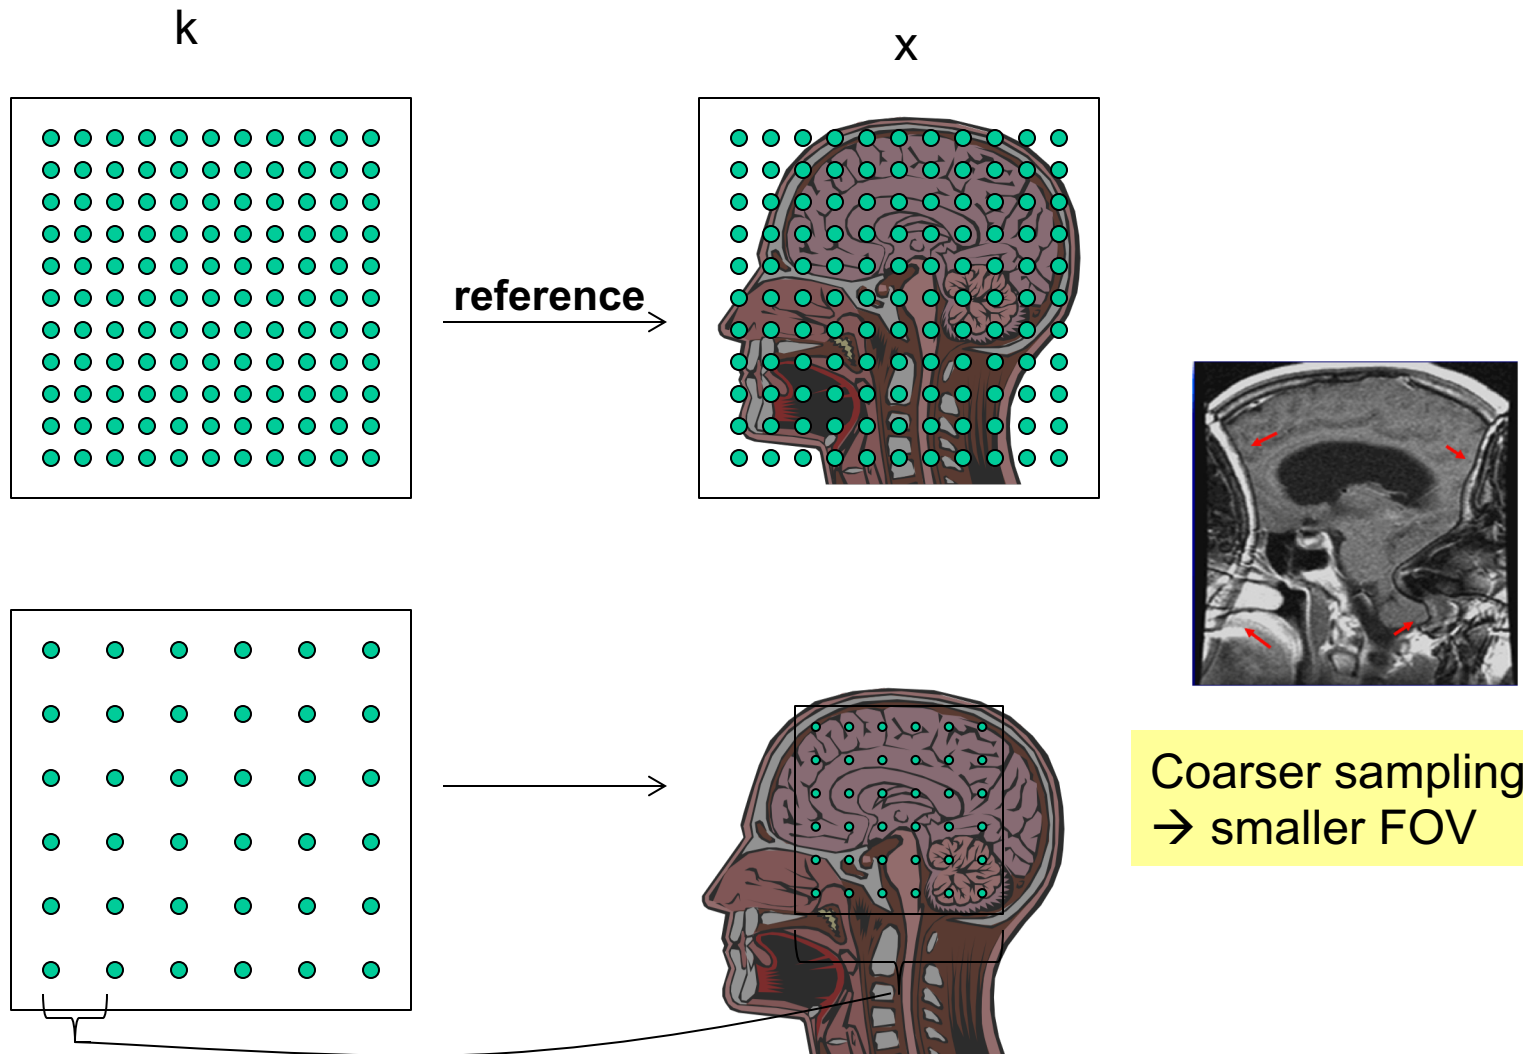 k
x
reference
Coarser sampling
→ smaller FOV